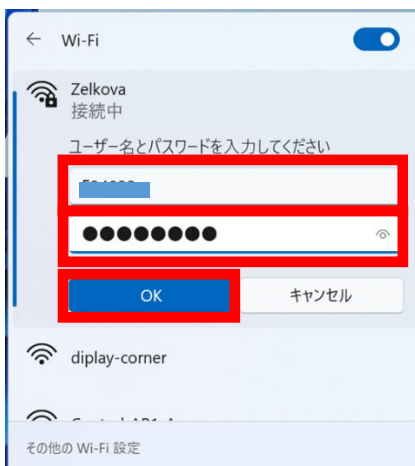 Wi-Fi
Zelkova
接続中
ユーザー名とパスワードを入力してください
●●●●●●●●
OK
キャンセル
diplay-corner
その他の Wi-Fi 設定